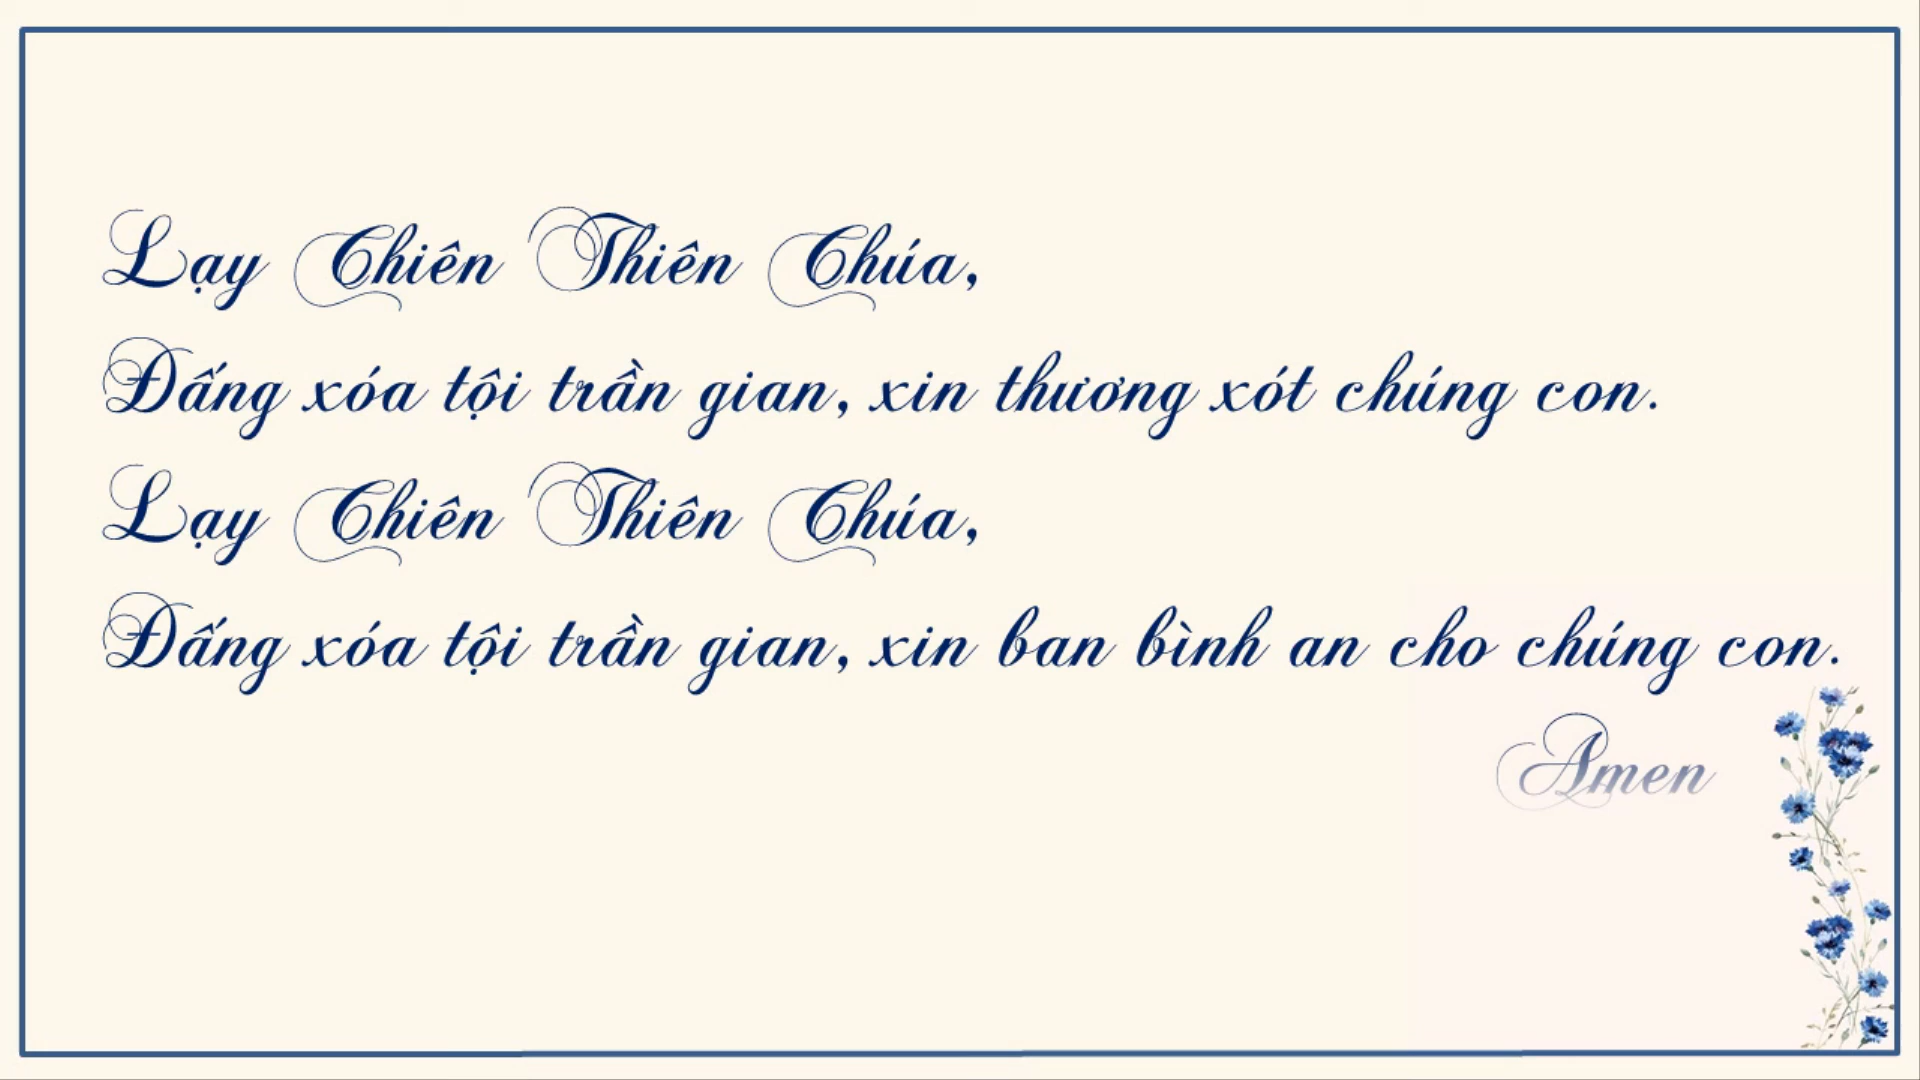 Lạy Chiên Thiên Chúa,
Đấng xóa tội trần gian, xin thương xót chúng con.
Lạy Chiên Thiên Chúa,
Đấng xóa tội trần gian, xin ban bình an cho chúng con.
Amen